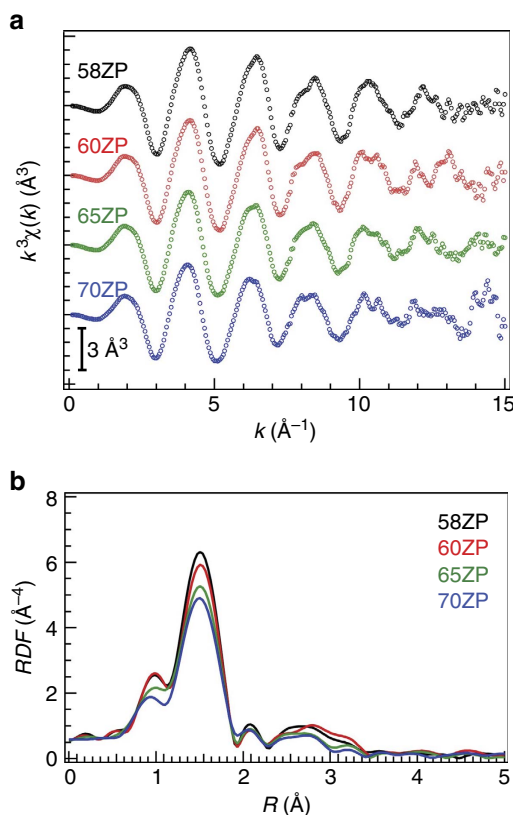 a
58ZP
60ZP
65ZP
70ZP
3 Å³
k³χ(k) (Å³)
0 5 10 15
k (Å⁻¹)
b
8
6
4
2
0
RDF (Å⁻⁴)
58ZP
60ZP
65ZP
70ZP
0 1 2 3 4 5
R (Å)